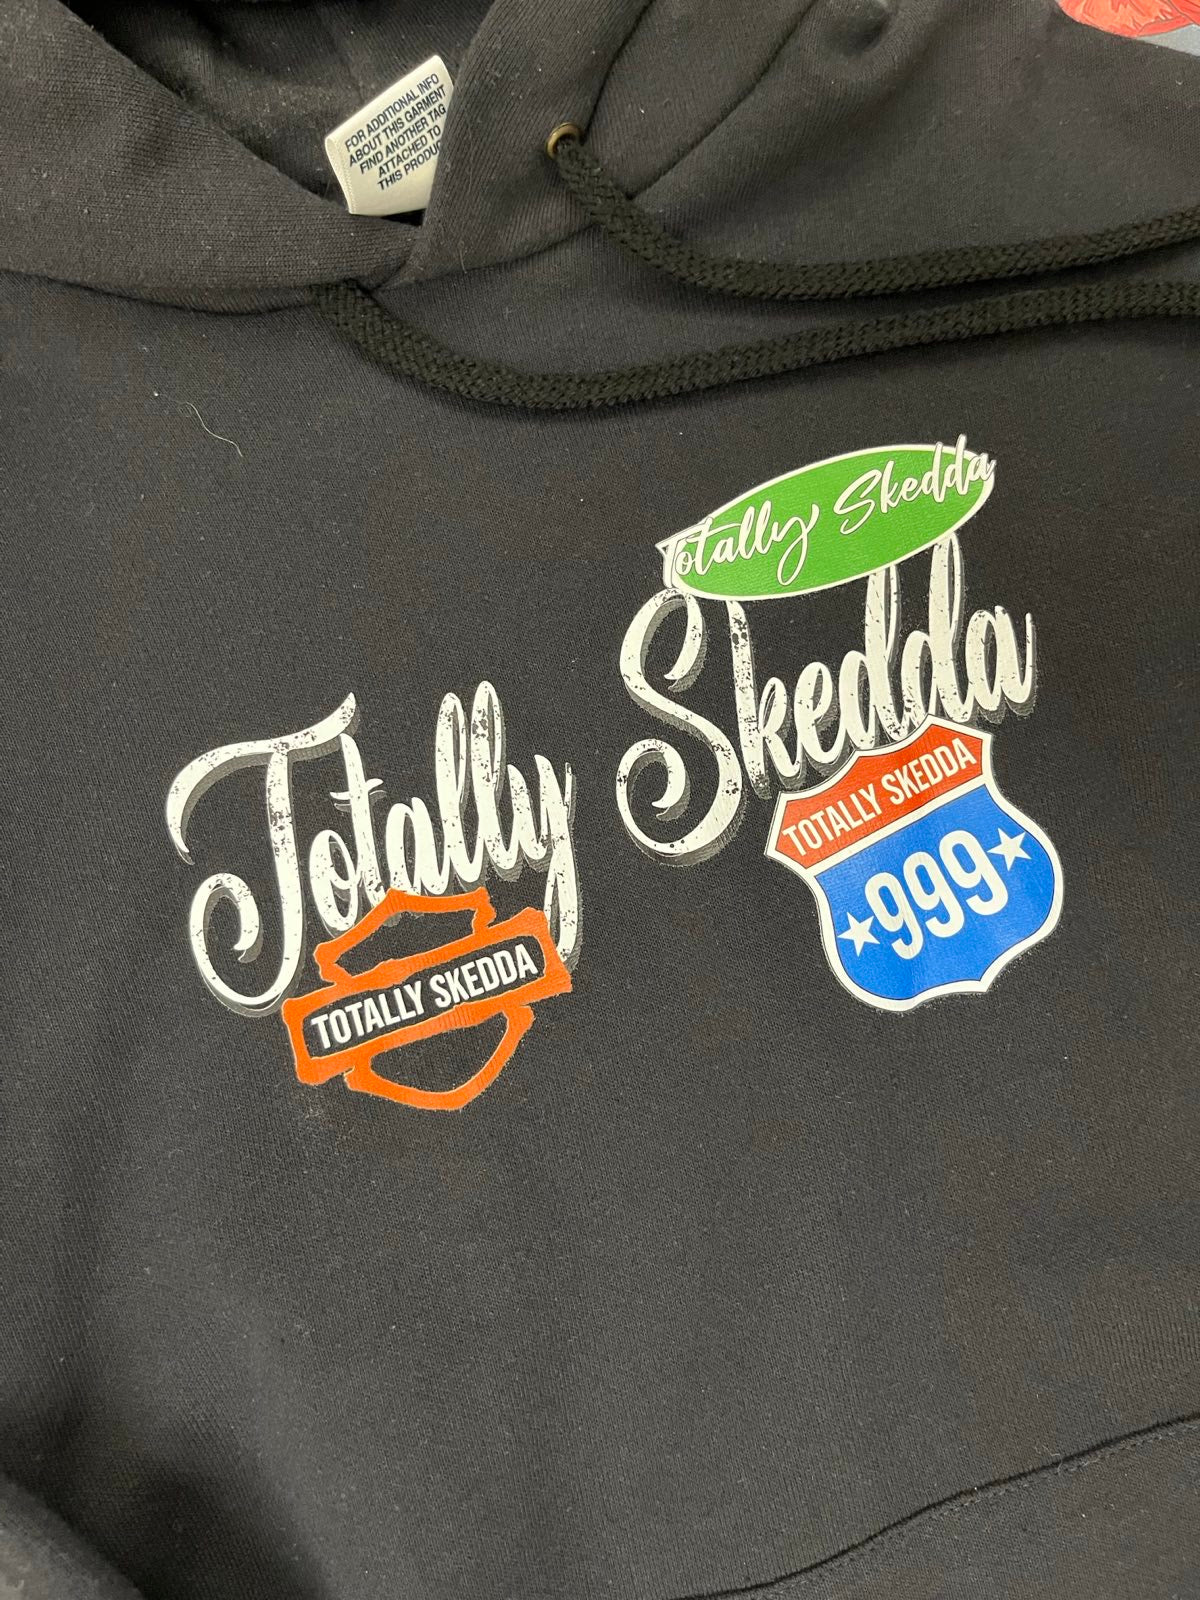 FOR ADDITIONAL INFO
ABOUT THIS GARMENT
FIND ANOTHER TAG
ATTACHED TO
THIS
Totally Skedda
Totally Skedda
TOTALLY SKEDDA
999
TOTALLY SKEDDA